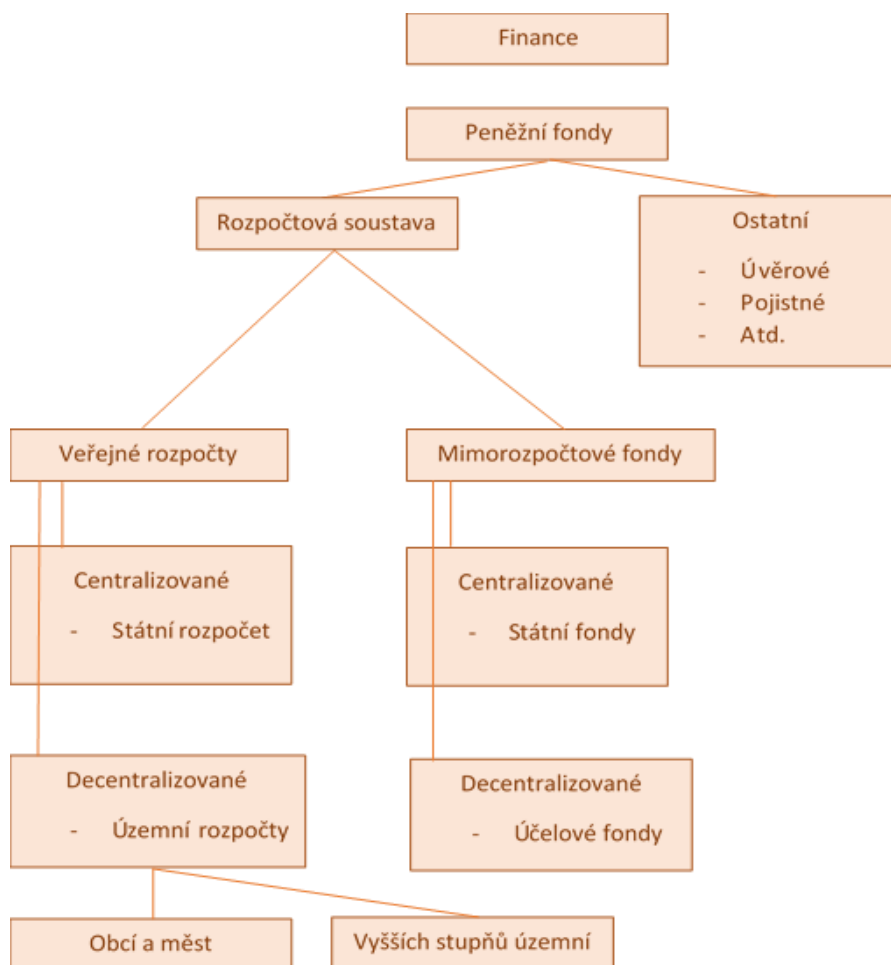 Finance
Peněžní fondy
Rozpočtová soustava
Ostatní
- Úvěrové
- Pojistné
- Atd.
Veřejné rozpočty
Mimorozpočtové fondy
Centralizované
- Státní rozpočet
Centralizované
- Státní fondy
Decentralizované
- Územní rozpočty
Decentralizované
- Účelové fondy
Obcí a měst
Vyšších stupňů územní